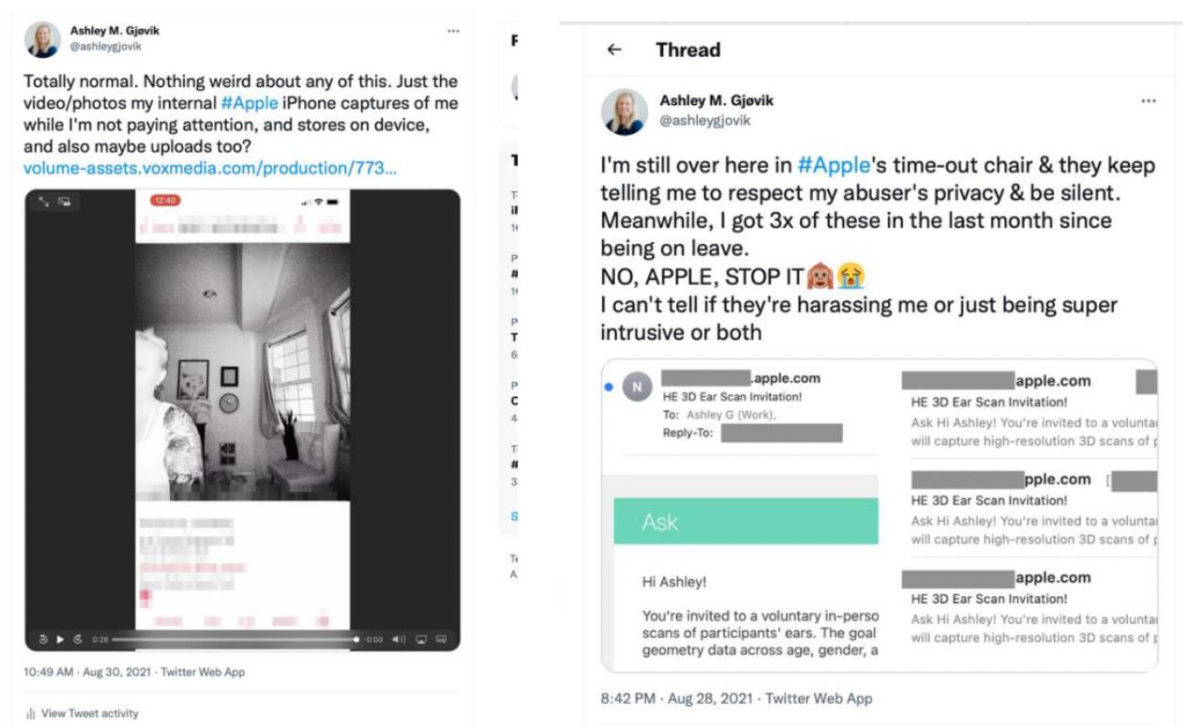 Ashley M. Gjøvik
@ashleygjovik
Totally normal. Nothing weird about any of this. Just the
video/photos my internal #Apple iPhone captures of me
while I'm not paying attention, and stores on device,
and also maybe uploads too?
volume-assets.voxmedia.com/production/773...
12:40
0:26
-0:00
10:49 AM · Aug 30, 2021 · Twitter Web App
View Tweet activity
Thread
Ashley M. Gjøvik
@ashleygjovik
I'm still over here in #Apple's time-out chair & they keep
telling me to respect my abuser's privacy & be silent.
Meanwhile, I got 3x of these in the last month since
being on leave.
NO, APPLE, STOP IT🙉😭
I can't tell if they're harassing me or just being super
intrusive or both
N
.apple.com
HE 3D Ear Scan Invitation!
To: Ashley G (Work),
Reply-To:
Ask
Hi Ashley!
You're invited to a voluntary in-perso
scans of participants' ears. The goal
geometry data across age, gender, a
apple.com
HE 3D Ear Scan Invitation!
Ask Hi Ashley! You're invited to a volunta
will capture high-resolution 3D scans of p
pple.com
HE 3D Ear Scan Invitation!
Ask Hi Ashley! You're invited to a volunta
will capture high-resolution 3D scans of p
apple.com
HE 3D Ear Scan Invitation!
Ask Hi Ashley! You're invited to a volunta
will capture high-resolution 3D scans of p
8:42 PM · Aug 28, 2021 · Twitter Web App